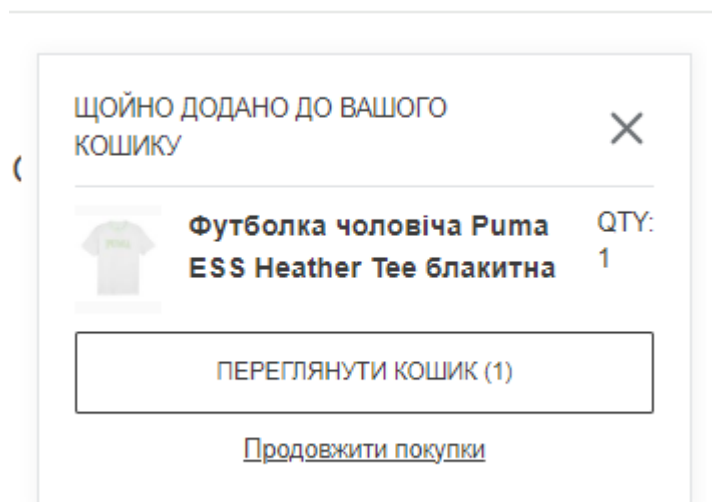 ЩОЙНО ДОДАНО ДО ВАШОГО
КОШИКУ
Футболка чоловіча Puma
ESS Heather Tee блакитна
QTY:
1
ПЕРЕГЛЯНУТИ КОШИК (1)
Продовжити покупки